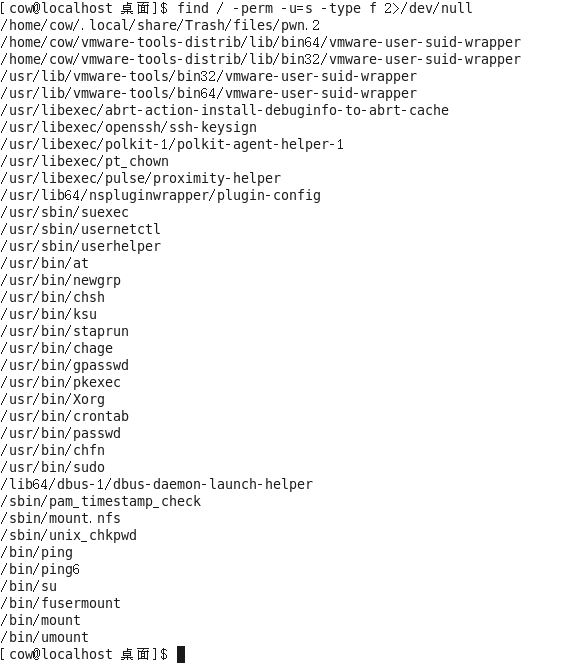 [cow@localhost 桌面]$ find / -perm -u=s -type f 2>/dev/null
/home/cow/.local/share/Trash/files/pwn.2
/home/cow/vmware-tools-distrib/lib/bin64/vmware-user-suid-wrapper
/home/cow/vmware-tools-distrib/lib/bin32/vmware-user-suid-wrapper
/usr/lib/vmware-tools/bin32/vmware-user-suid-wrapper
/usr/lib/vmware-tools/bin64/vmware-user-suid-wrapper
/usr/libexec/abrt-action-install-debuginfo-to-abrt-cache
/usr/libexec/openssh/ssh-keysign
/usr/libexec/polkit-1/polkit-agent-helper-1
/usr/libexec/pt_chown
/usr/libexec/pulse/proximity-helper
/usr/lib64/nspluginwrapper/plugin-config
/usr/sbin/suexec
/usr/sbin/usernetctl
/usr/sbin/userhelper
/usr/bin/at
/usr/bin/newgrp
/usr/bin/chsh
/usr/bin/ksu
/usr/bin/staprun
/usr/bin/chage
/usr/bin/gpasswd
/usr/bin/pkexec
/usr/bin/Xorg
/usr/bin/crontab
/usr/bin/passwd
/usr/bin/chfn
/usr/bin/sudo
/lib64/dbus-1/dbus-daemon-launch-helper
/sbin/pam_timestamp_check
/sbin/mount.nfs
/sbin/unix_chkpwd
/bin/ping
/bin/ping6
/bin/su
/bin/fusermount
/bin/mount
/bin/umount
[cow@localhost 桌面]$